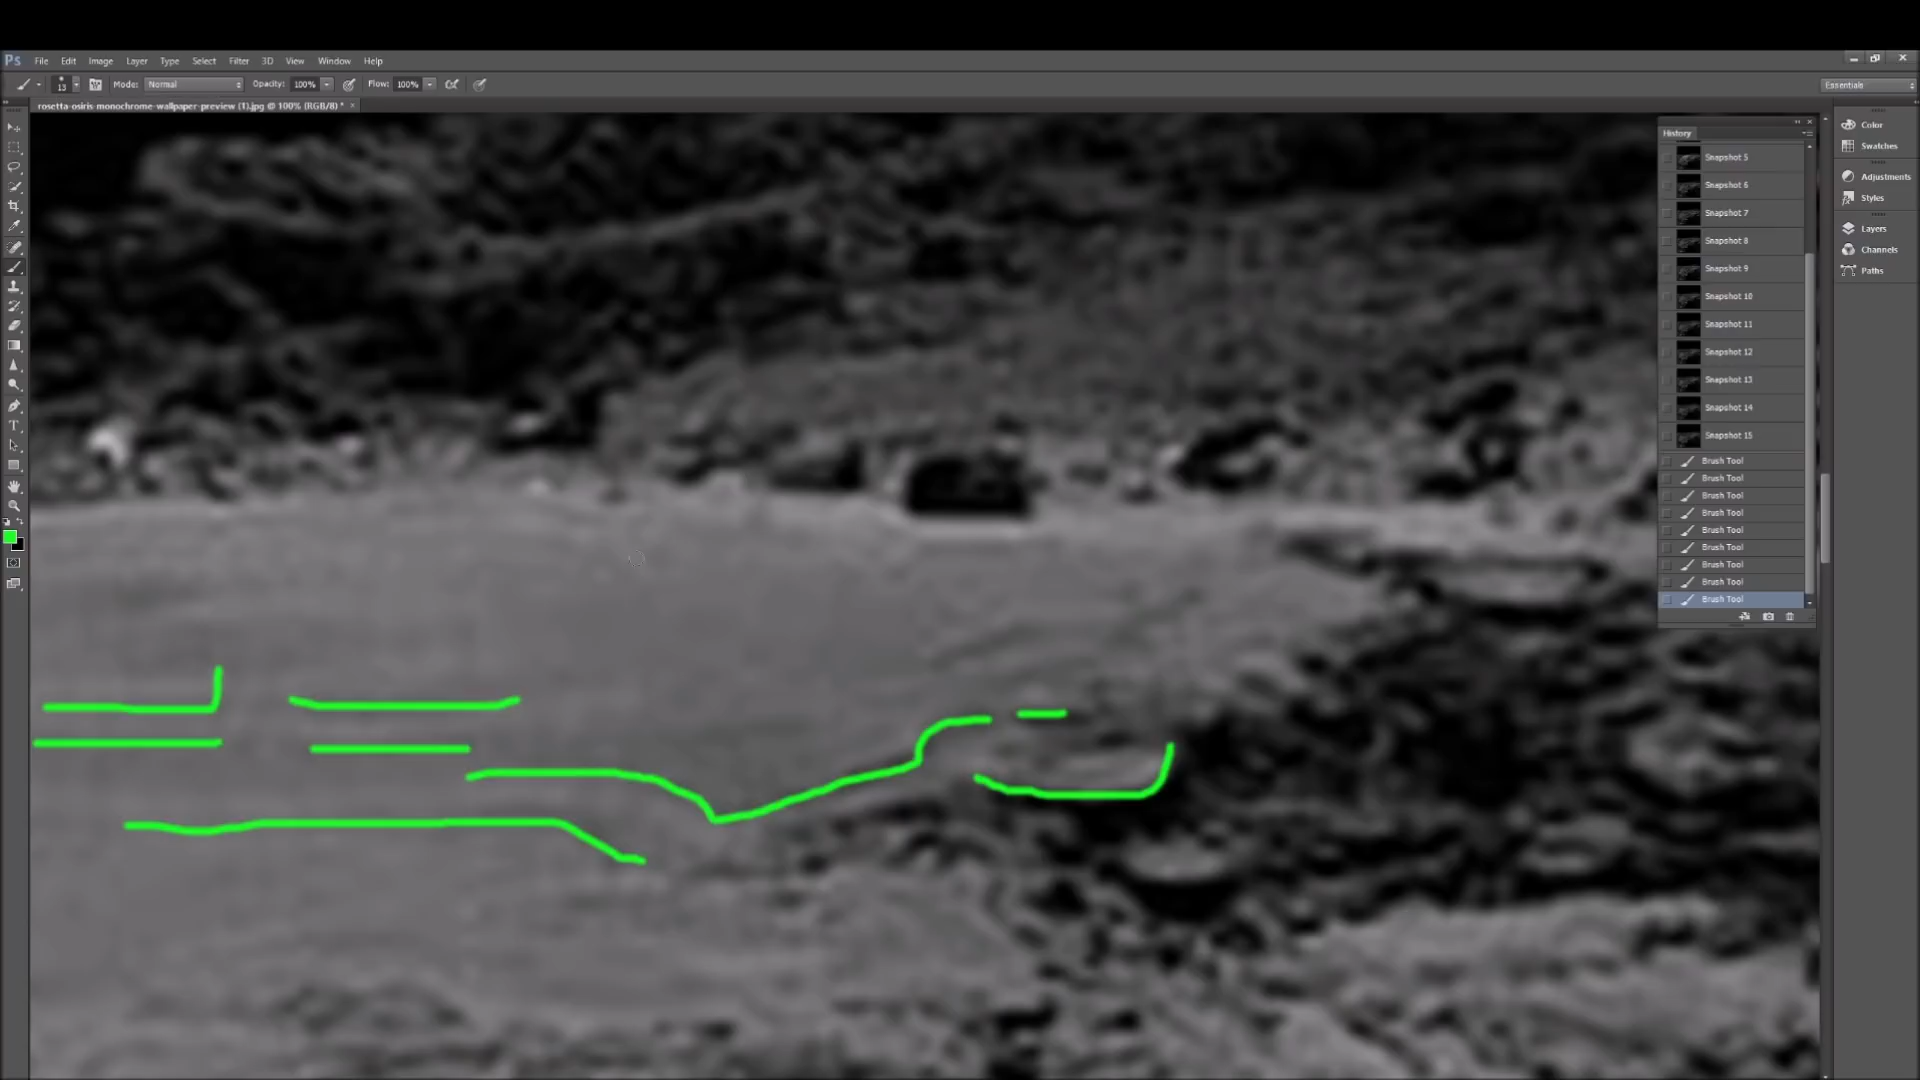 Ps File Edit Image Layer Type Select Filter 3D View Window Help
13 Mode: Normal Opacity: 100% Flow: 100% Essentials
rosetta-osiris-monochrome-wallpaper-preview (1).jpg @ 100% (RGB/8) * ×
History
Snapshot 5
Snapshot 6
Snapshot 7
Snapshot 8
Snapshot 9
Snapshot 10
Snapshot 11
Snapshot 12
Snapshot 13
Snapshot 14
Snapshot 15
Brush Tool
Brush Tool
Brush Tool
Brush Tool
Brush Tool
Brush Tool
Brush Tool
Brush Tool
Brush Tool
Color
Swatches
Adjustments
Styles
Layers
Channels
Paths